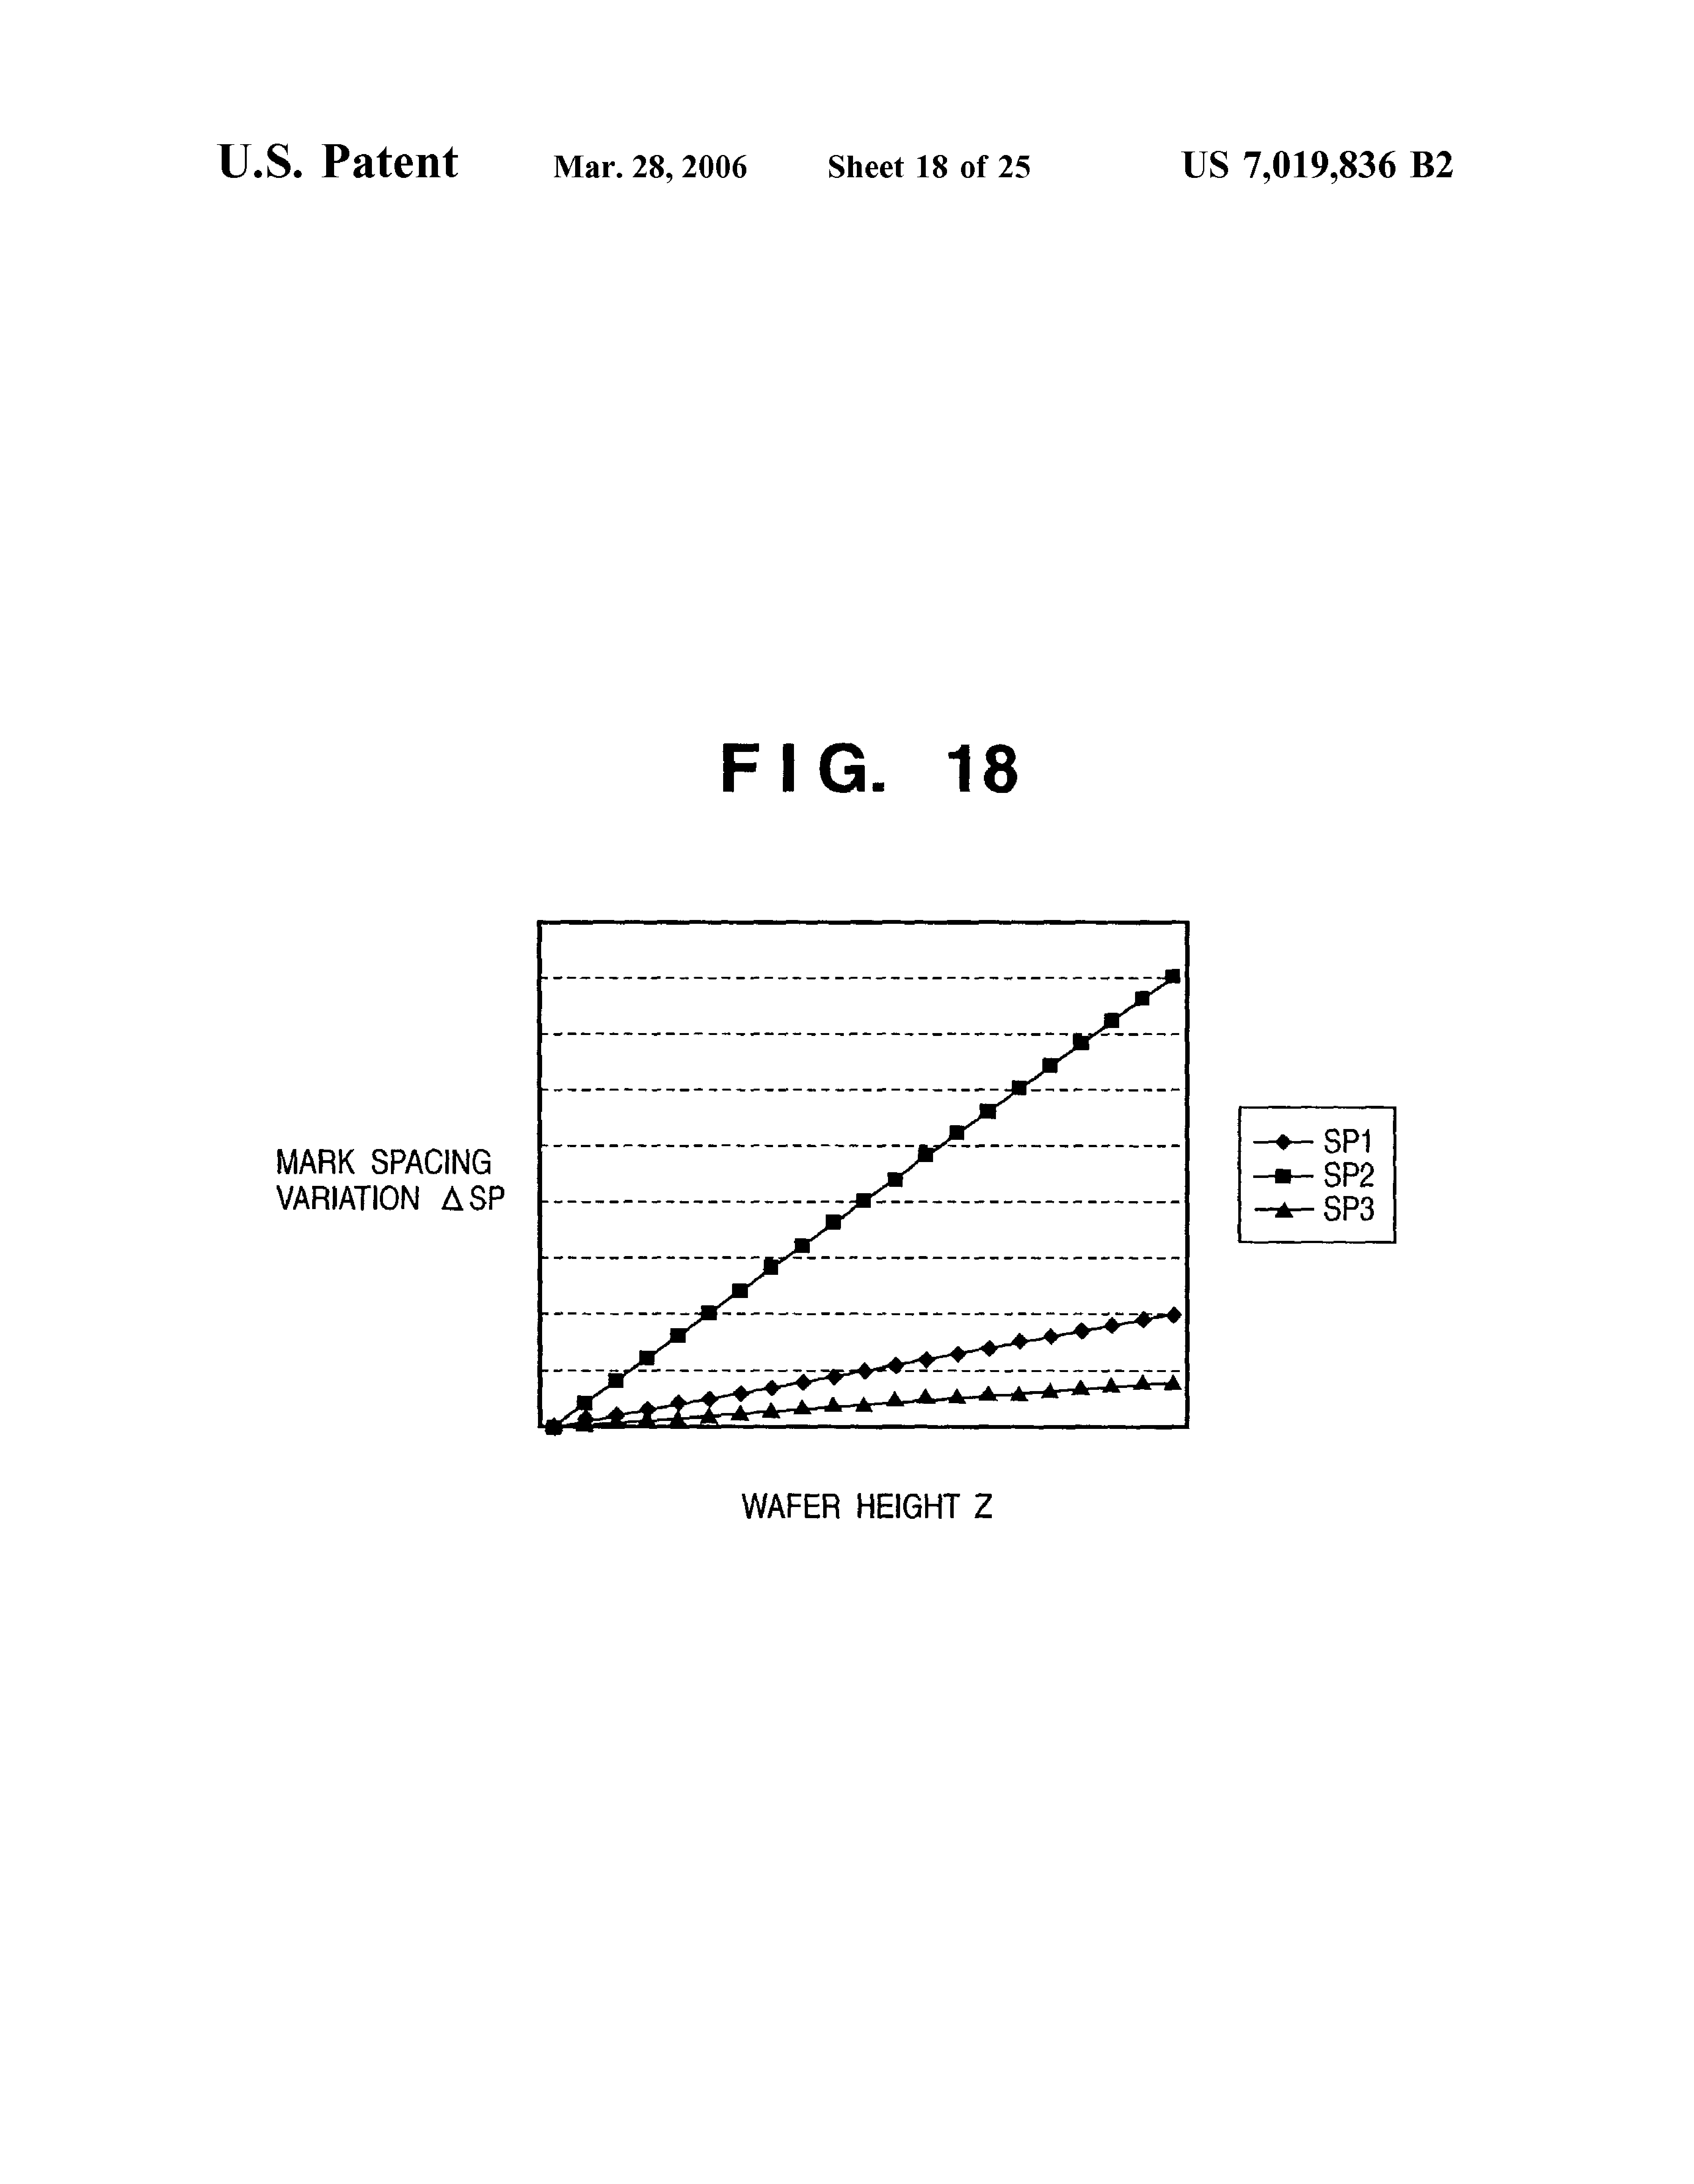 U.S. Patent Mar. 28, 2006 Sheet 18 of 25 US 7,019,836 B2
FIG. 18
MARK SPACING
VARIATION ΔSP
SP1
SP2
SP3
WAFER HEIGHT Z